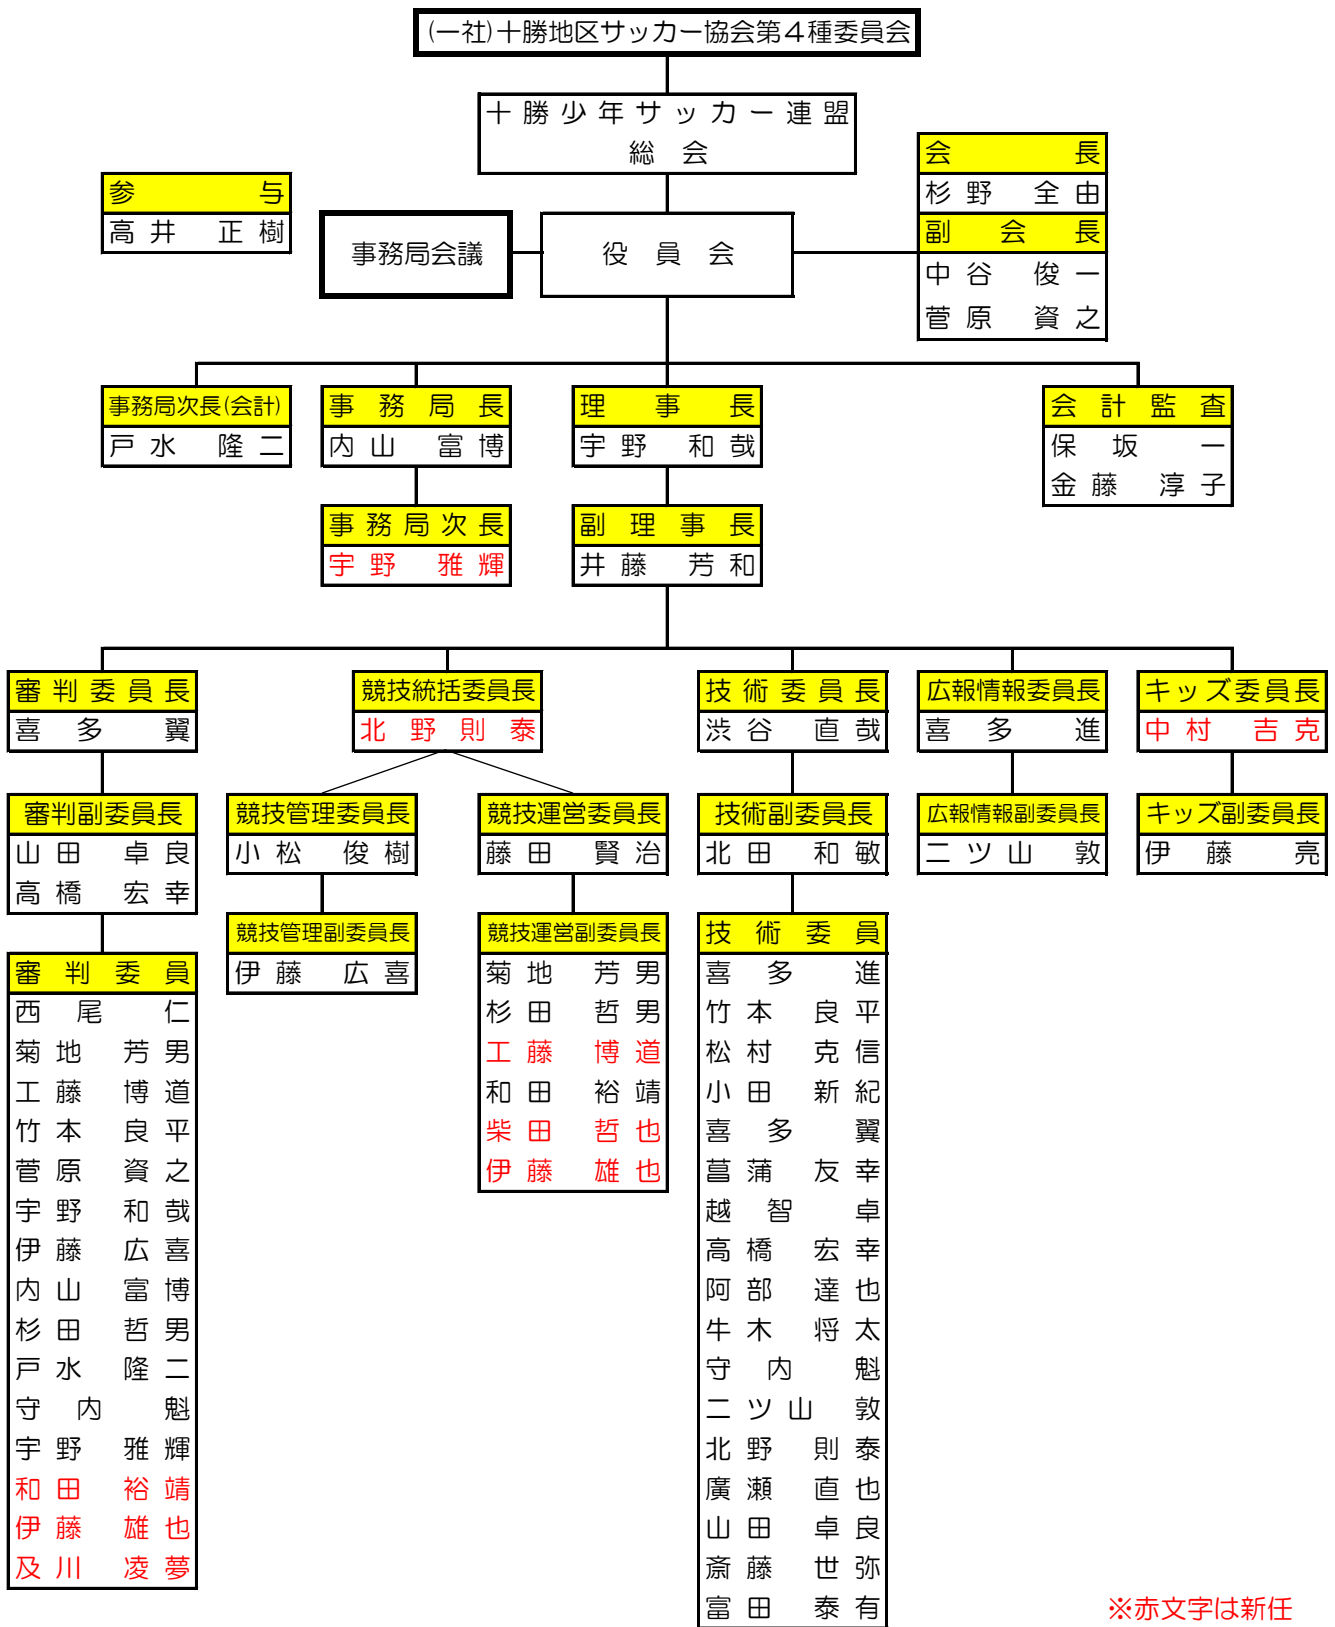 (一社)十勝地区サッカー協会第４種委員会
十勝少年サッカー連盟
総会
会長
杉野 全由
副会長
中谷 俊一
菅原 資之
参与
高井 正樹
事務局会議
役員会
事務局次長(会計)
戸水 隆二
事務局長
内山 富博
事務局次長
宇野 雅輝
理事長
宇野 和哉
副理事長
井藤 芳和
会計監査
保坂 一
金藤 淳子
審判委員長
喜多 翼
審判副委員長
山田 卓良
高橋 宏幸
審判委員
西尾 仁
菊地 芳男
工藤 博道
竹本 良平
菅原 資之
宇野 和哉
伊藤 広喜
内山 富博
杉田 哲男
戸水 隆二
守内 魁
宇野 雅輝
和田 裕靖
伊藤 雄也
及川 凌夢
競技統括委員長
北野則泰
競技管理委員長
小松 俊樹
競技管理副委員長
伊藤 広喜
競技運営委員長
藤田 賢治
競技運営副委員長
菊地 芳男
杉田 哲男
工藤 博道
和田 裕靖
柴田 哲也
伊藤 雄也
技術委員長
渋谷 直哉
技術副委員長
北田 和敏
技術委員
喜多 進
竹本 良平
松村 克信
小田 新紀
喜多 翼
菖蒲 友幸
越智 卓
高橋 宏幸
阿部 達也
牛木 将太
守内 魁
二ツ山 敦
北野 則泰
廣瀬 直也
山田 卓良
斎藤 世弥
富田 泰有
広報情報委員長
喜多 進
広報情報副委員長
二ツ山 敦
キッズ委員長
中村 吉克
キッズ副委員長
伊藤 亮
※赤文字は新任